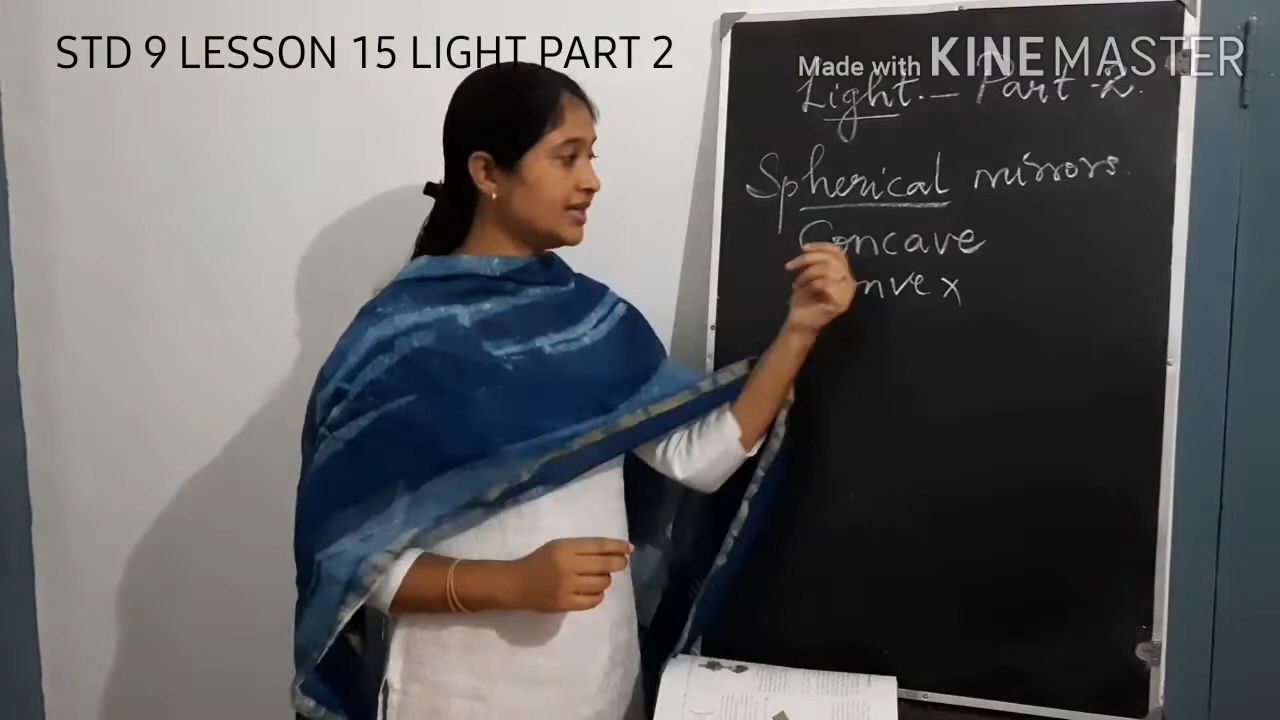 STD 9 LESSON 15 LIGHT PART 2
Made with KINEMASTER
Light. - Part -2.
Spherical mirrors.
Concave